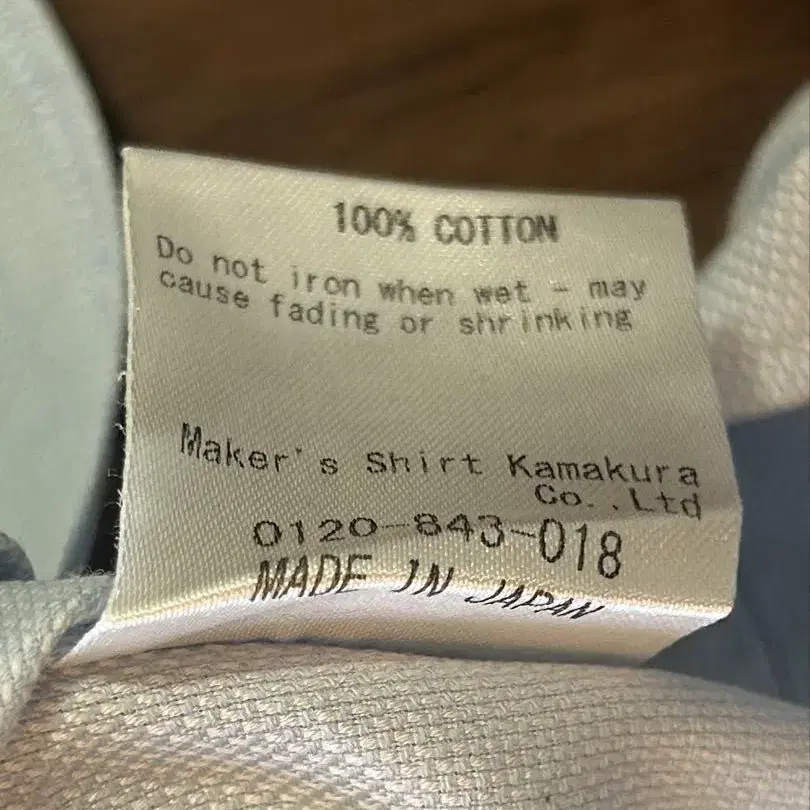 100% COTTON
Do not iron when wet - may
cause fading or shrinking
Maker's Shirt Kamakura
Co.,Ltd
0120-843-018
MADE IN JAPAN